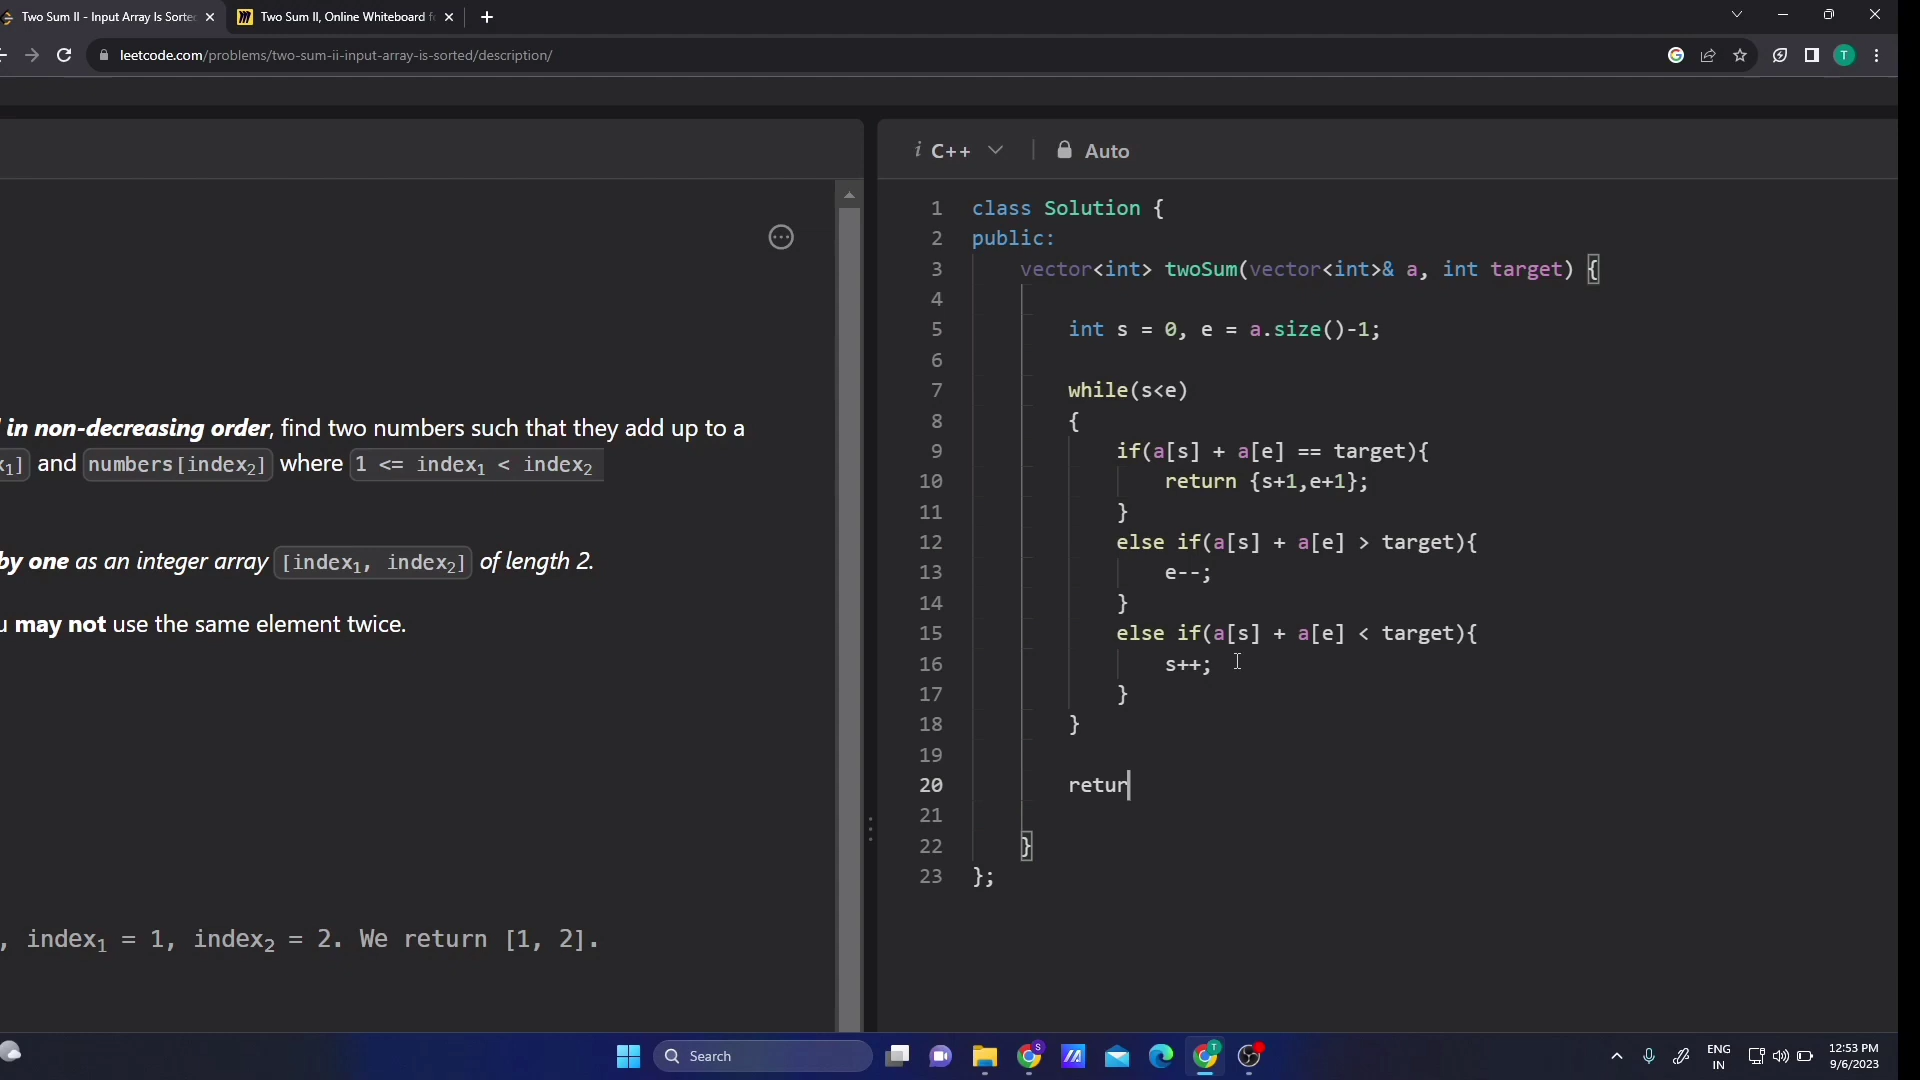 Two Sum II - Input Array Is Sorte
Two Sum II, Online Whiteboard f
leetcode.com/problems/two-sum-ii-input-array-is-sorted/description/
T
i C++
Auto
in non-decreasing order, find two numbers such that they add up to a
x₁] and numbers[index₂] where 1 <= index₁ < index₂
by one as an integer array [index₁, index₂] of length 2.
u may not use the same element twice.
, index₁ = 1, index₂ = 2. We return [1, 2].
1 class Solution {
2 public:
3 vector<int> twoSum(vector<int>& a, int target) {
4
5 int s = 0, e = a.size()-1;
6
7 while(s<e)
8 {
9 if(a[s] + a[e] == target){
10 return {s+1,e+1};
11 }
12 else if(a[s] + a[e] > target){
13 e--;
14 }
15 else if(a[s] + a[e] < target){
16 s++;
17 }
18 }
19
20 retur
21
22 }
23 };
Search
S
T
ENG
IN
12:53 PM
9/6/2023